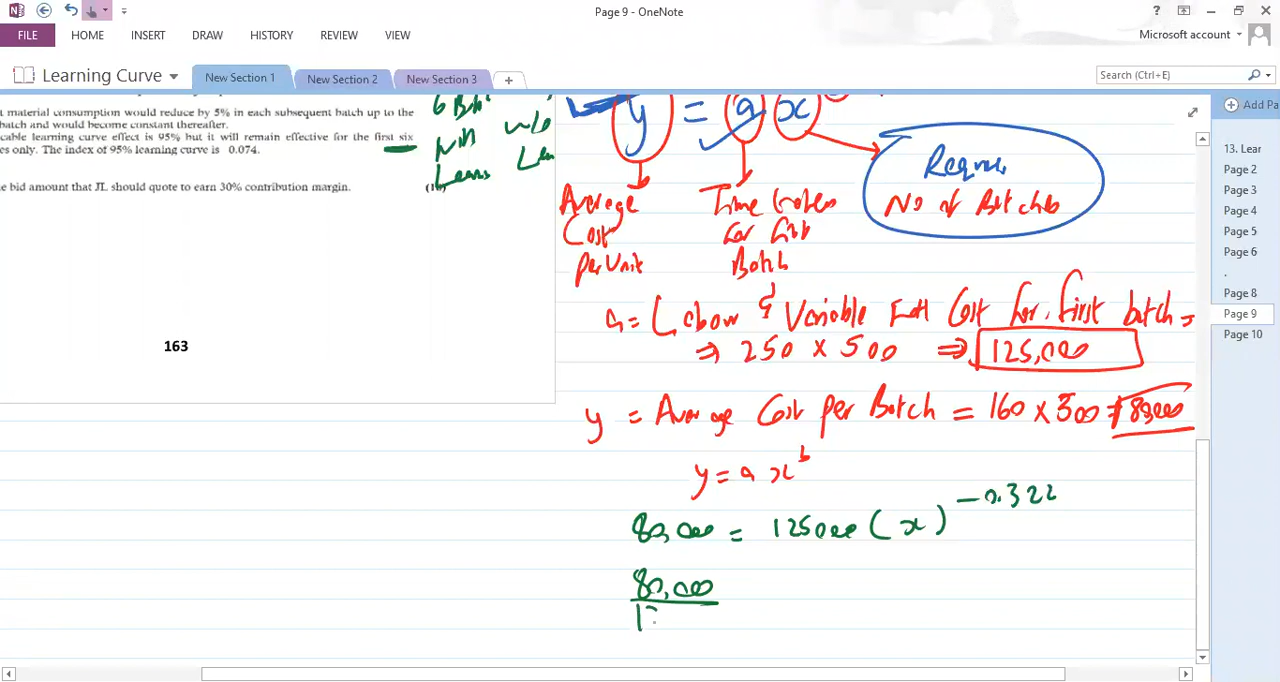 Page 9 - OneNote
FILE HOME INSERT DRAW HISTORY REVIEW VIEW
Microsoft account
Learning Curve
New Section 1 New Section 2 New Section 3
Search (Ctrl+E)
Add Pa
13. Lear
Page 2
Page 3
Page 4
Page 5
Page 6
.
Page 8
Page 9
Page 10
t material consumption would reduce by 5% in each subsequent batch up to the
batch and would become constant thereafter.
cable learning curve effect is 95% but it will remain effective for the first six
es only. The index of 95% learning curve is 0.074.
e bid amount that JL should quote to earn 30% contribution margin.
163
6
will
Learns
y = a x
Average
Cost
per Unit
Time
For
Batch
No of Batches
a = Labour & Variable Cost for first batch =
⇒ 250 × 500 ⇒ 125,000
y = Average Cost per Batch = 160 × 500 = 80,000
y = a x b
80,000 = 125000 (x) -0.322
80,000